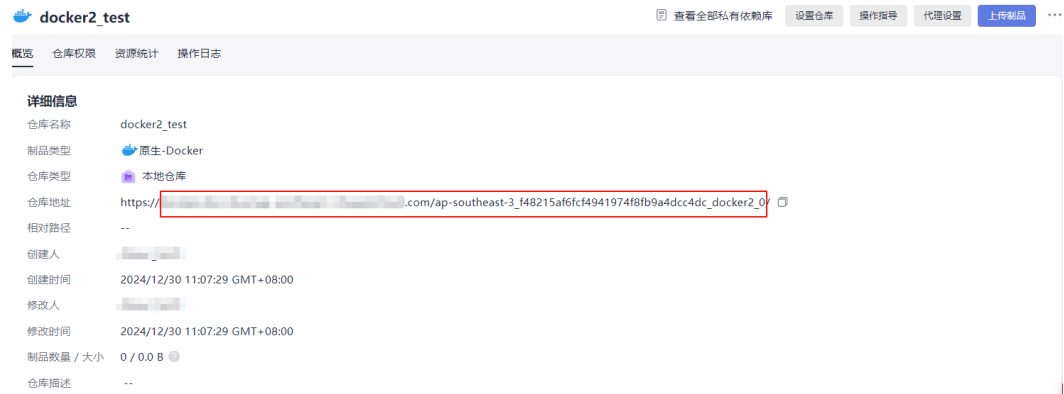 docker2_test 查看全部私有依赖库 设置仓库 操作指导 代理设置 上传制品
概览 仓库权限 资源统计 操作日志
详细信息
仓库名称 docker2_test
制品类型 原生-Docker
仓库类型 本地仓库
仓库地址 https:// .com/ap-southeast-3_f48215af6fcf4941974f8fb9a4dcc4dc_docker2_0/
相对路径 --
创建人
创建时间 2024/12/30 11:07:29 GMT+08:00
修改人
修改时间 2024/12/30 11:07:29 GMT+08:00
制品数量 / 大小 0 / 0.0 B
仓库描述 --